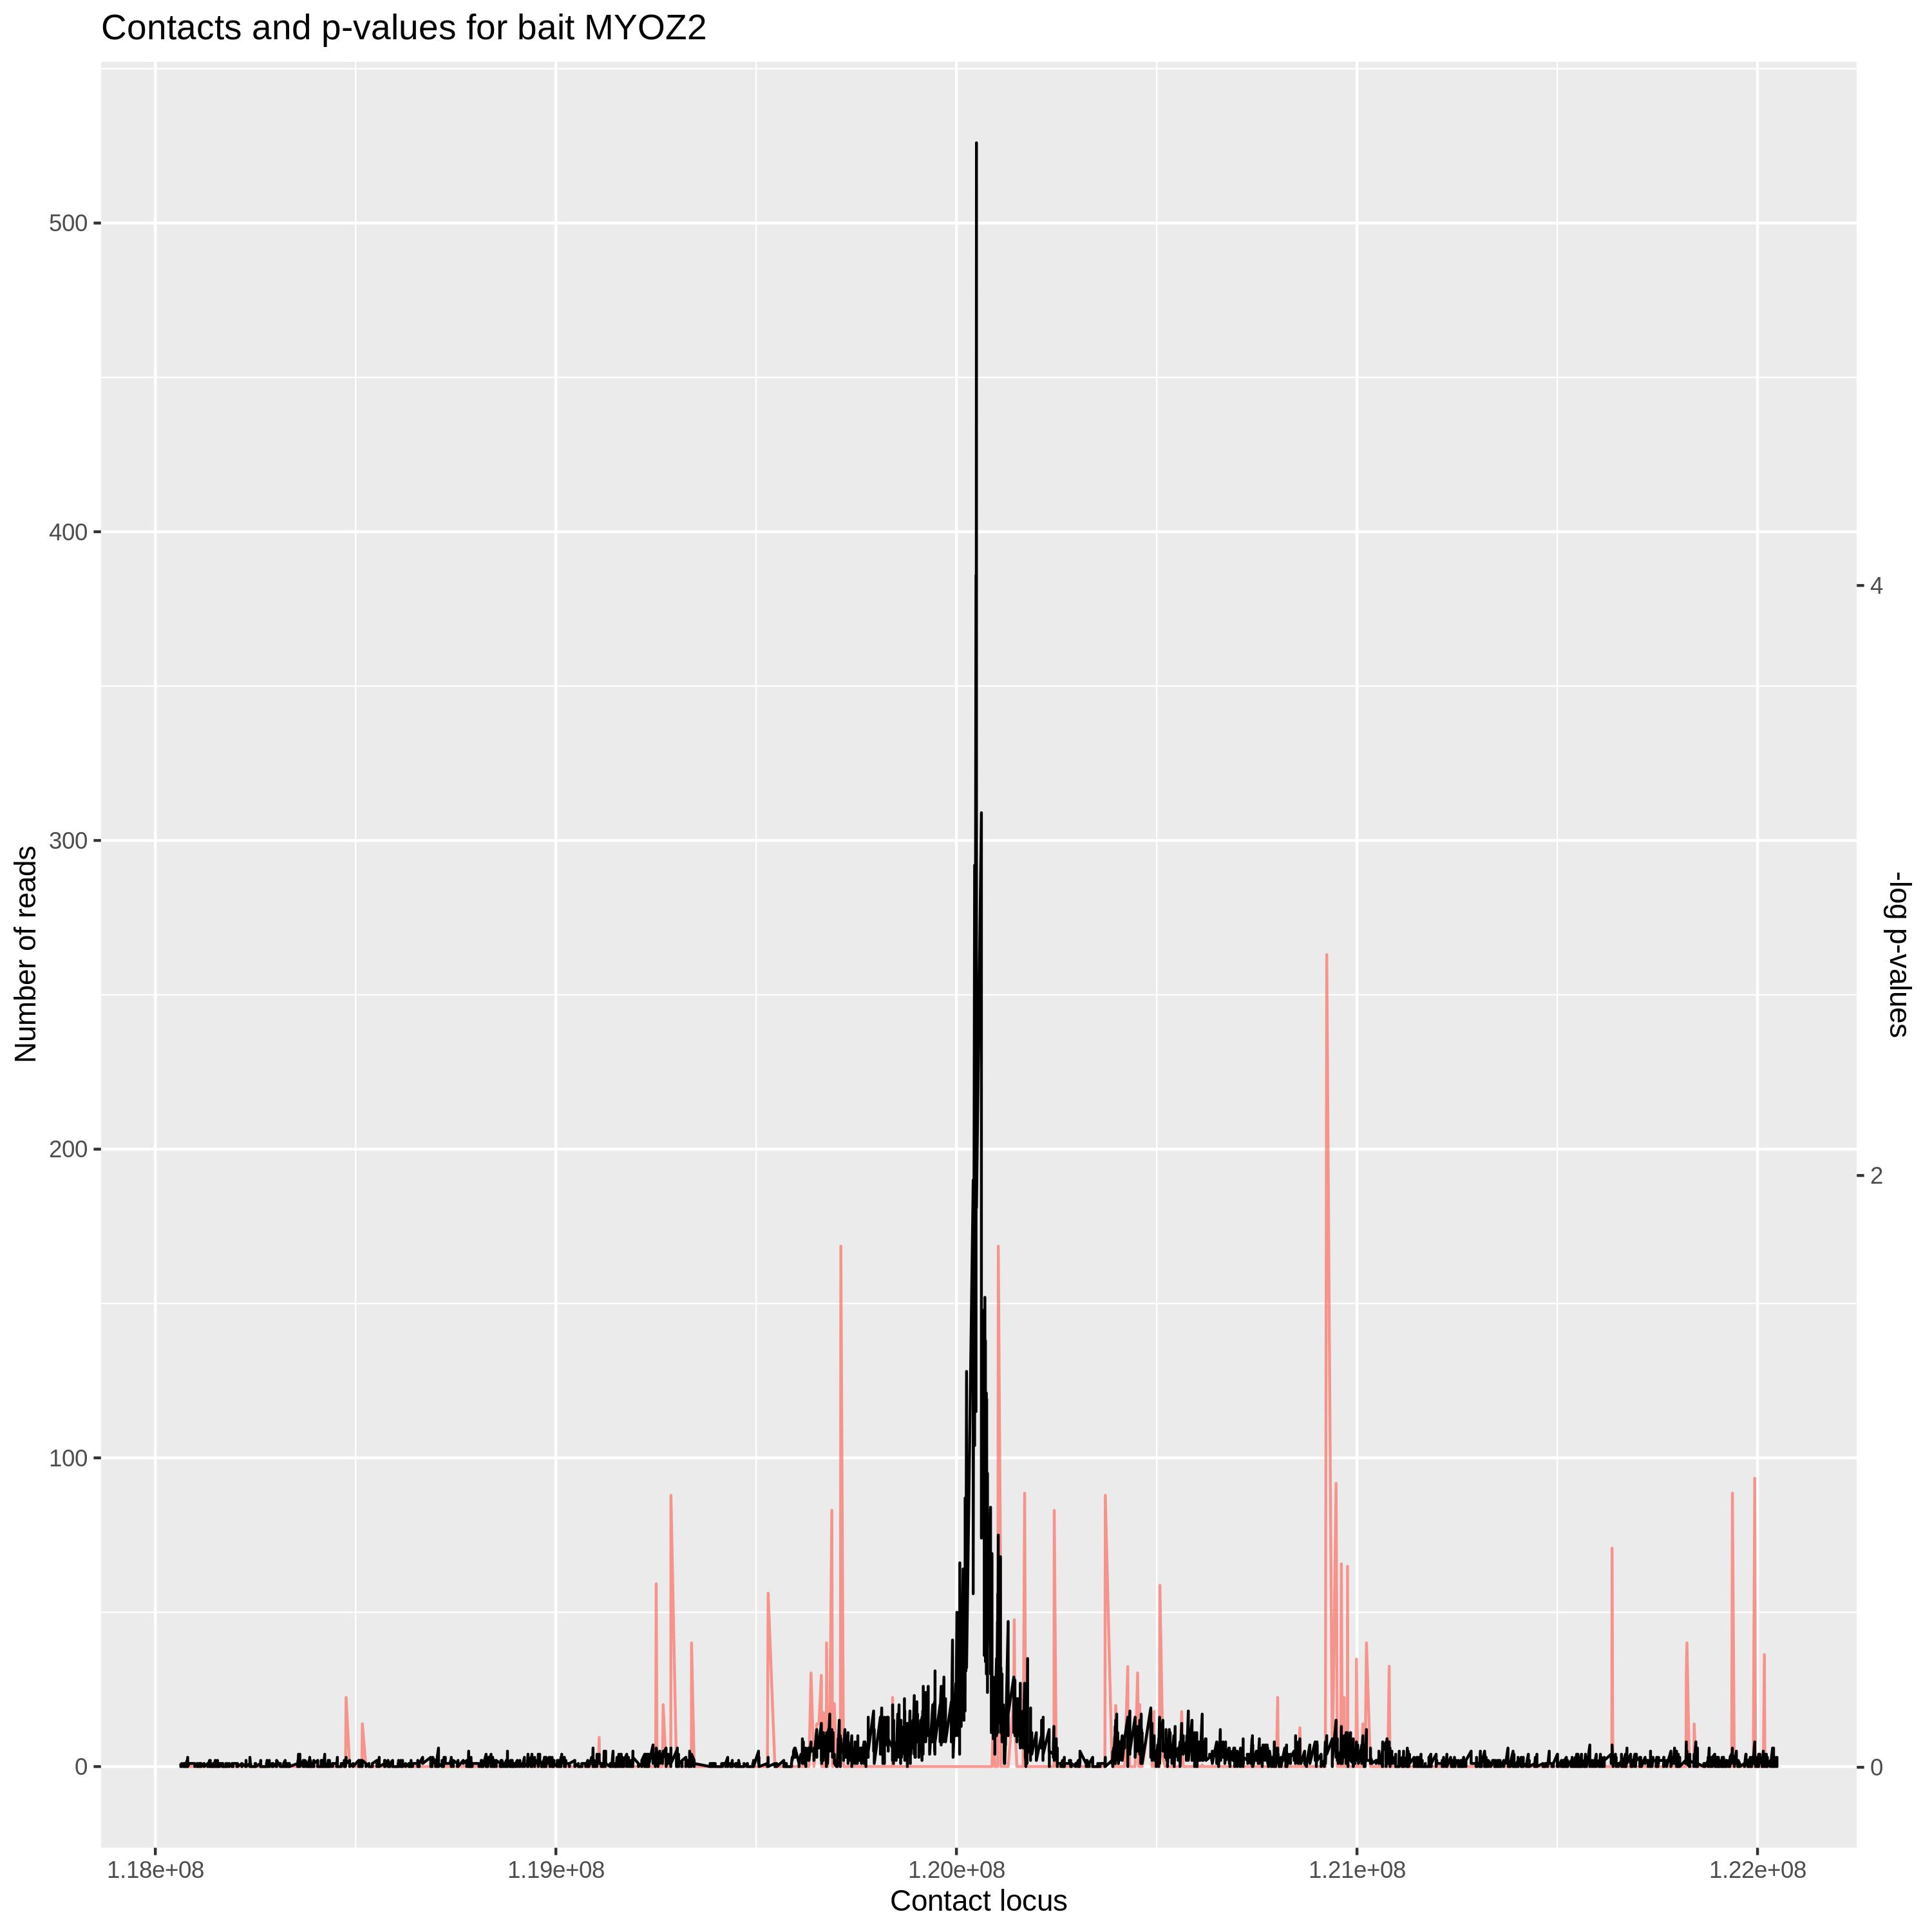 Contacts and p-values for bait MYOZ2
500
400
300
200
100
0
Number of reads
4
2
0
-log p-values
1.18e+08
1.19e+08
1.20e+08
1.21e+08
1.22e+08
Contact locus